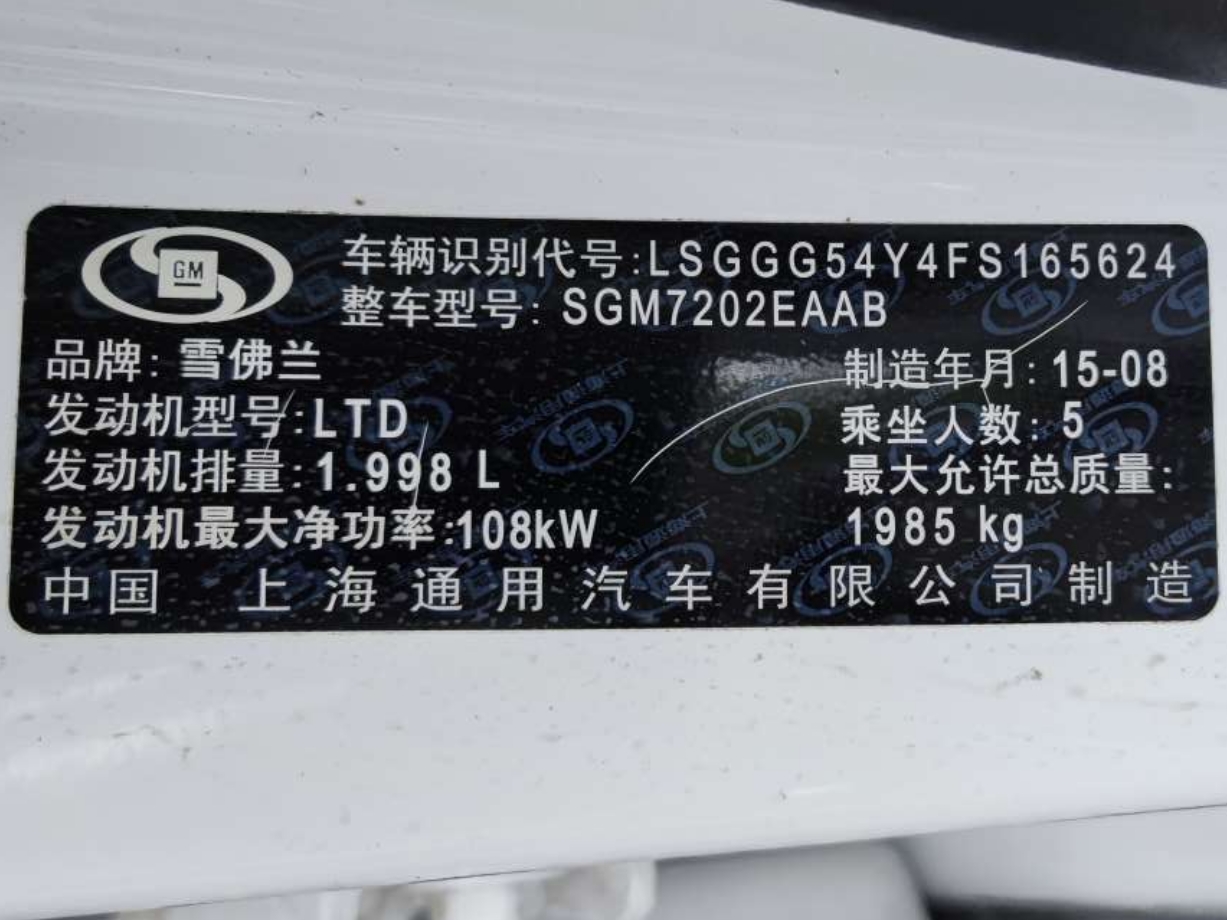 GM
车辆识别代号:LSGGG54Y4FS165624
整车型号: SGM7202EAAB
品牌: 雪佛兰
制造年月: 15-08
发动机型号:LTD
乘坐人数: 5
发动机排量:1.998 L
最大允许总质量:
发动机最大净功率:108kW
1985 kg
中国 上海通用汽车有限公司制造